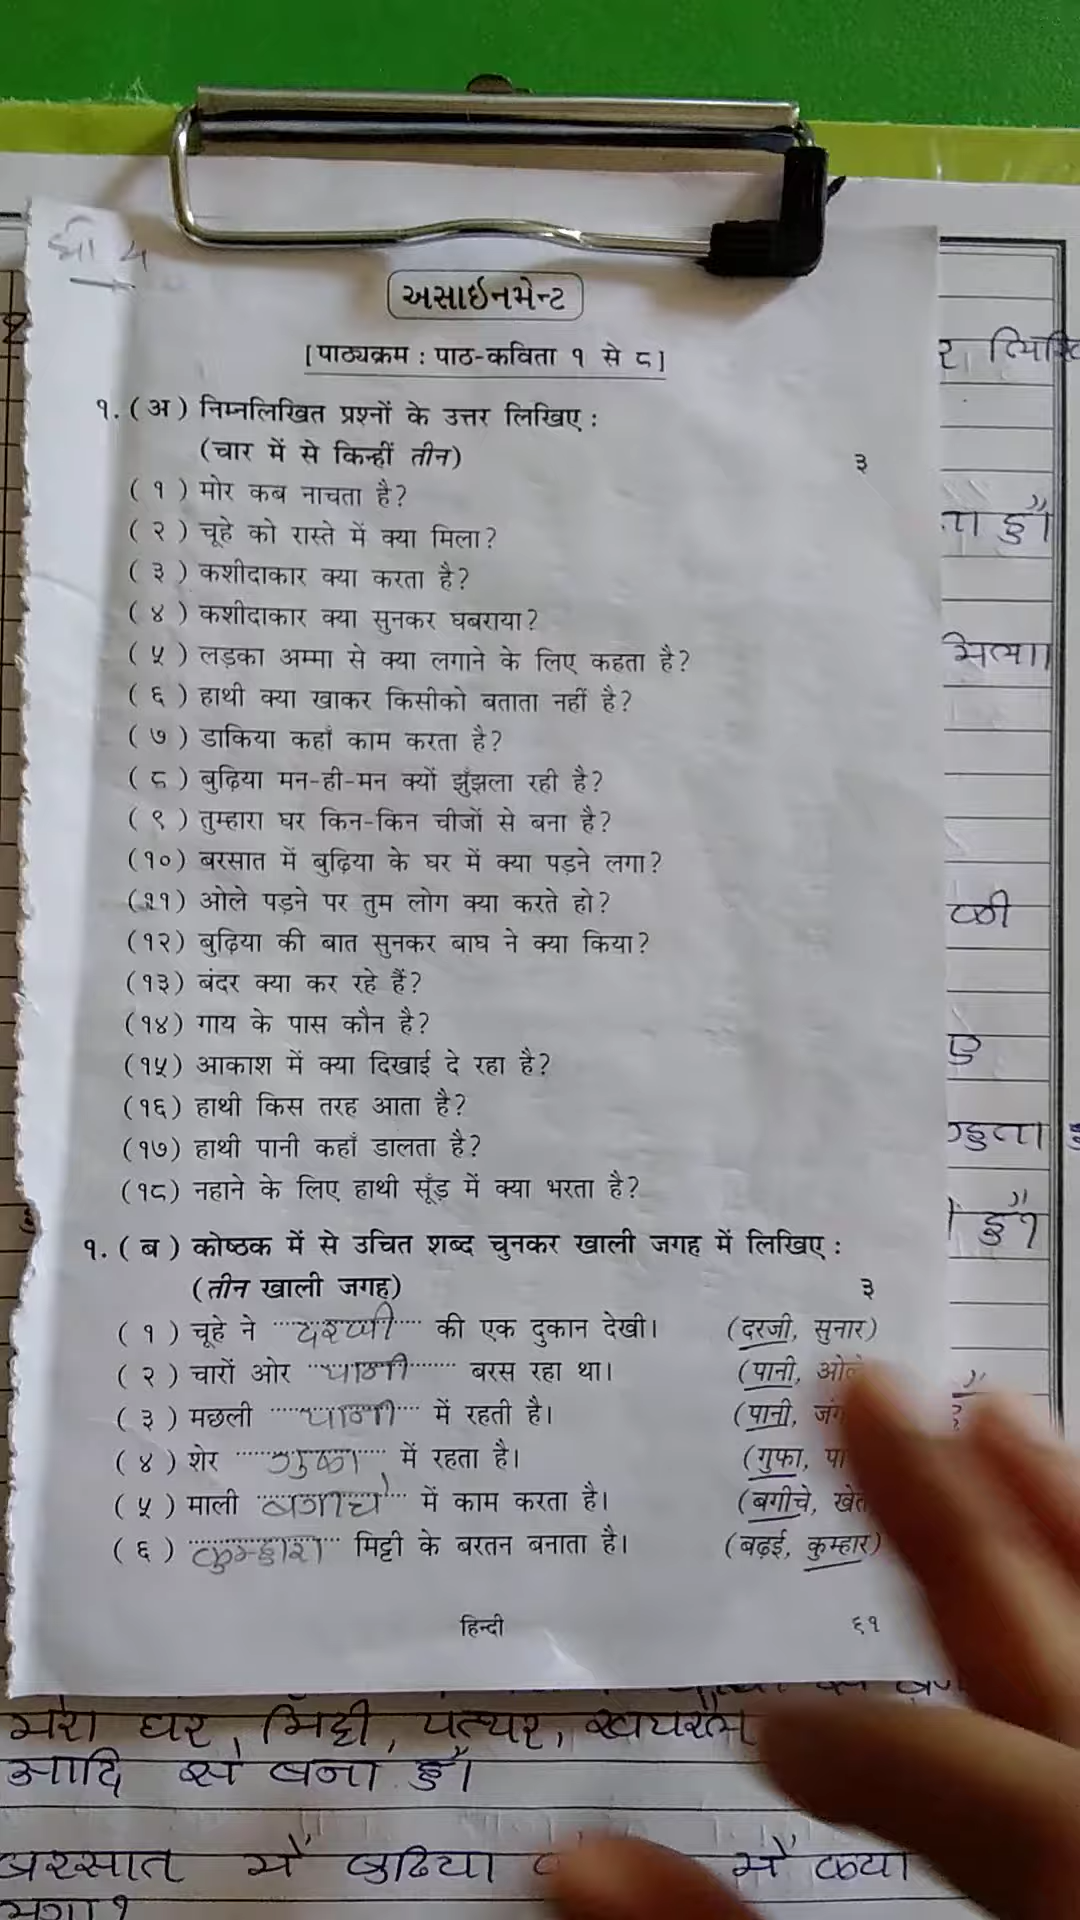 धो 4
અસાઇનમેન્ટ
[पाठ्यक्रम : पाठ-कविता १ से ८]
१. (अ) निम्नलिखित प्रश्नों के उत्तर लिखिए :
(चार में से किन्हीं तीन) ३
(१) मोर कब नाचता है?
(२) चूहे को रास्ते में क्या मिला?
(३) कशीदाकार क्या करता है?
(४) कशीदाकार क्या सुनकर घबराया?
(५) लड़का अम्मा से क्या लगाने के लिए कहता है?
(६) हाथी क्या खाकर किसीको बताता नहीं है?
(७) डाकिया कहाँ काम करता है?
(८) बुढ़िया मन-ही-मन क्यों झुँझला रही है?
(९) तुम्हारा घर किन-किन चीजों से बना है?
(१०) बरसात में बुढ़िया के घर में क्या पड़ने लगा?
(११) ओले पड़ने पर तुम लोग क्या करते हो?
(१२) बुढ़िया की बात सुनकर बाघ ने क्या किया?
(१३) बंदर क्या कर रहे हैं?
(१४) गाय के पास कौन है?
(१५) आकाश में क्या दिखाई दे रहा है?
(१६) हाथी किस तरह आता है?
(१७) हाथी पानी कहाँ डालता है?
(१८) नहाने के लिए हाथी सूँड़ में क्या भरता है?
१. (ब) कोष्ठक में से उचित शब्द चुनकर खाली जगह में लिखिए :
(तीन खाली जगह) ३
(१) चूहे ने दरजी की एक दुकान देखी। (दरजी, सुनार)
(२) चारों ओर पानी बरस रहा था। (पानी,
(३) मछली पानी में रहती है। (पानी,
(४) शेर गुफा में रहता है। (गुफा,
(५) माली बगीचे में काम करता है। (बगीचे,
(६) कुम्हार मिट्टी के बरतन बनाता है। (बढ़ई, कुम्हार)
हिन्दी ६१
मेरा घर, मिट्टी, पत्थर,
आदि से बना है।
बरसात में बुढिया में क्या